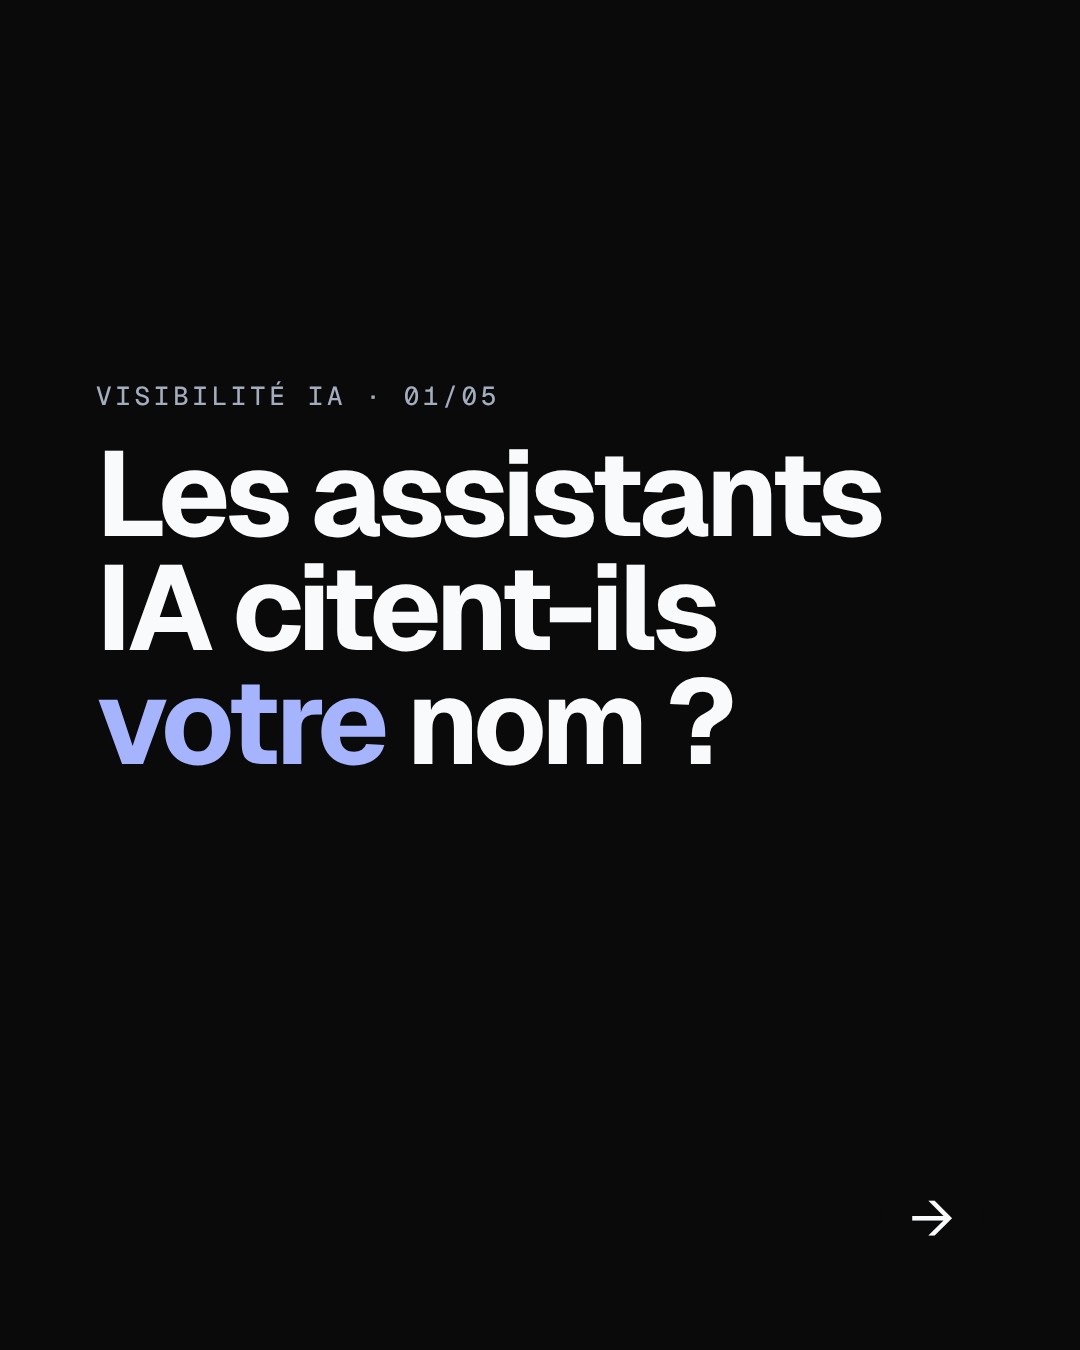 VISIBILITÉ IA · 01/05
Les assistants
IA citent-ils
votre nom ?
→